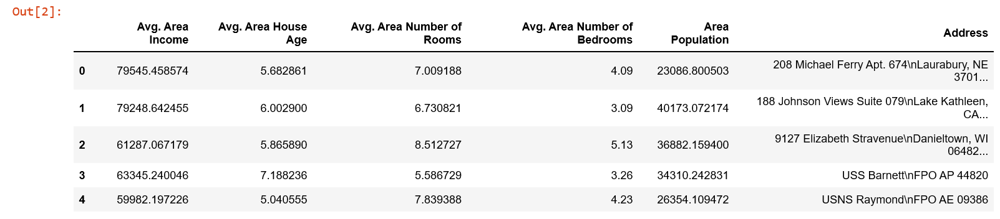 Out[2]:
Avg. Area Income Avg. Area House Age Avg. Area Number of Rooms Avg. Area Number of Bedrooms Area Population Address
0 79545.458574 5.682861 7.009188 4.09 23086.800503 208 Michael Ferry Apt. 674\nLaurabury, NE 3701...
1 79248.642455 6.002900 6.730821 3.09 40173.072174 188 Johnson Views Suite 079\nLake Kathleen, CA...
2 61287.067179 5.865890 8.512727 5.13 36882.159400 9127 Elizabeth Stravenue\nDanieltown, WI 06482...
3 63345.240046 7.188236 5.586729 3.26 34310.242831 USS Barnett\nFPO AP 44820
4 59982.197226 5.040555 7.839388 4.23 26354.109472 USNS Raymond\nFPO AE 09386